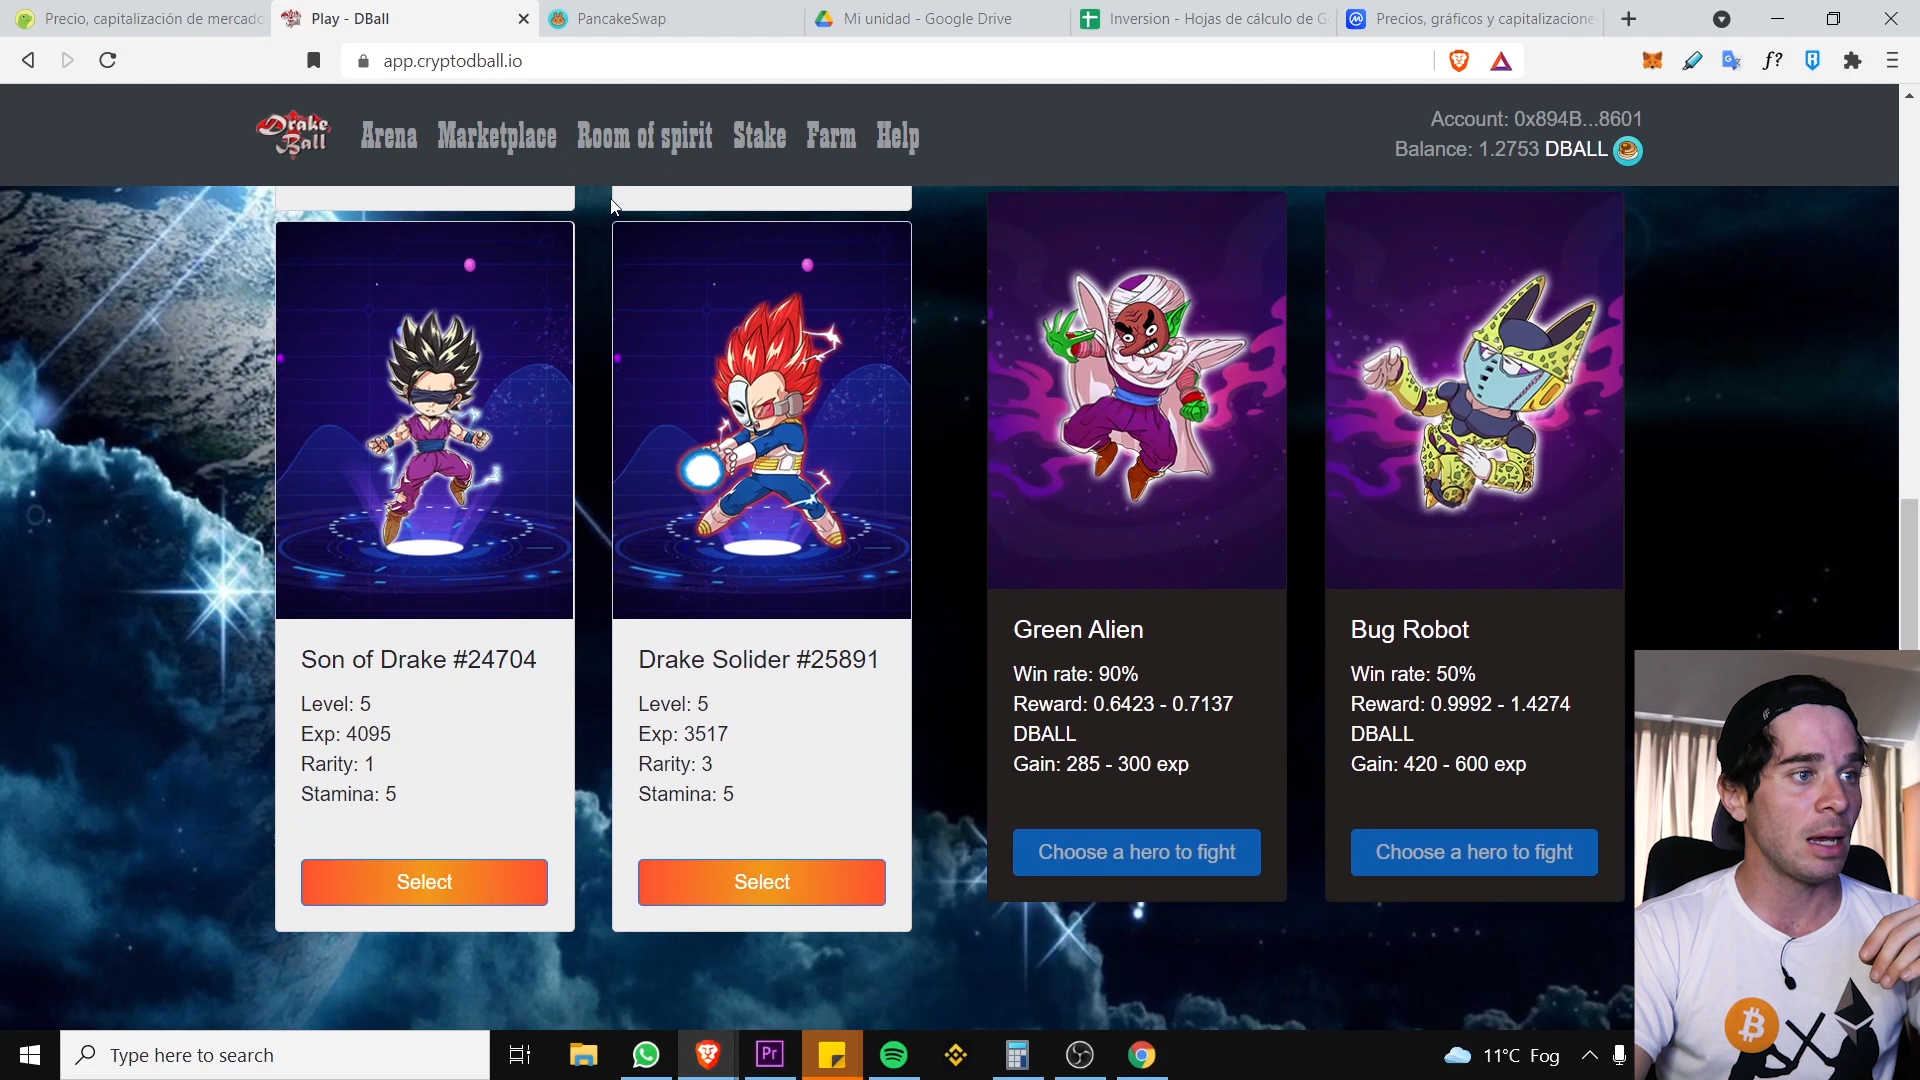 Precio, capitalización de mercado
Play - DBall
PancakeSwap
Mi unidad - Google Drive
Inversion - Hojas de cálculo de G
Precios, gráficos y capitalizacione
app.cryptodball.io
f?
Drake Ball
Arena
Marketplace
Room of spirit
Stake
Farm
Help
Account: 0x894B...8601
Balance: 1.2753 DBALL
Son of Drake #24704
Level: 5
Exp: 4095
Rarity: 1
Stamina: 5
Select
Drake Solider #25891
Level: 5
Exp: 3517
Rarity: 3
Stamina: 5
Select
Green Alien
Win rate: 90%
Reward: 0.6423 - 0.7137
DBALL
Gain: 285 - 300 exp
Choose a hero to fight
Bug Robot
Win rate: 50%
Reward: 0.9992 - 1.4274
DBALL
Gain: 420 - 600 exp
Choose a hero to fight
Type here to search
Pr
11°C Fog